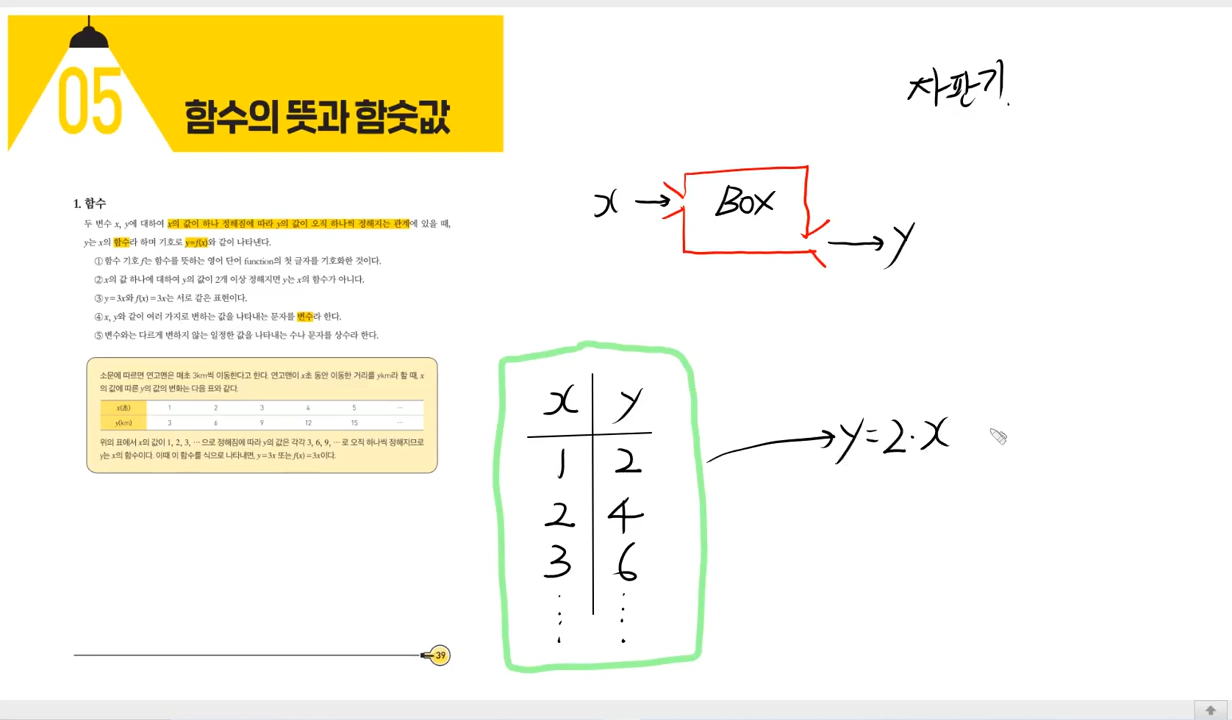 05
함수의 뜻과 함숫값
1. 함수
두 변수 x, y에 대하여 x의 값이 하나 정해짐에 따라 y의 값이 오직 하나씩 정해지는 관계에 있을 때,
y는 x의 함수라 하며 기호로 y=f(x)와 같이 나타낸다.
① 함수 기호 f는 함수를 뜻하는 영어 단어 function의 첫 글자를 기호화한 것이다.
② x의 값 하나에 대하여 y의 값이 2개 이상 정해지면 y는 x의 함수가 아니다.
③ y=3x와 f(x)=3x는 서로 같은 표현이다.
④ x, y와 같이 여러 가지로 변하는 값을 나타내는 문자를 변수라 한다.
⑤ 변수와는 다르게 변하지 않는 일정한 값을 나타내는 수나 문자를 상수라 한다.
소문에 따르면 연고맨은 매초 3km씩 이동한다고 한다. 연고맨이 x초 동안 이동한 거리를 ykm라 할 때, x
의 값에 따른 y의 값의 변화는 다음 표와 같다.
x(초) 1 2 3 4 5 ⋯
y(km) 3 6 9 12 15 ⋯
위의 표에서 x의 값이 1, 2, 3, ⋯으로 정해짐에 따라 y의 값은 각각 3, 6, 9, ⋯로 오직 하나씩 정해지므로
y는 x의 함수이다. 이때 이 함수를 식으로 나타내면, y=3x 또는 f(x)=3x이다.
39
자판기.
x → BOX → y
x y
1 2
2 4
3 6
⋮ ⋮
y=2·x